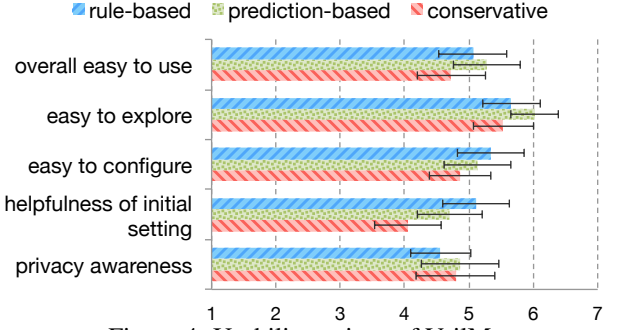 rule-based prediction-based conservative
overall easy to use
easy to explore
easy to configure
helpfulness of initial
setting
privacy awareness
1 2 3 4 5 6 7